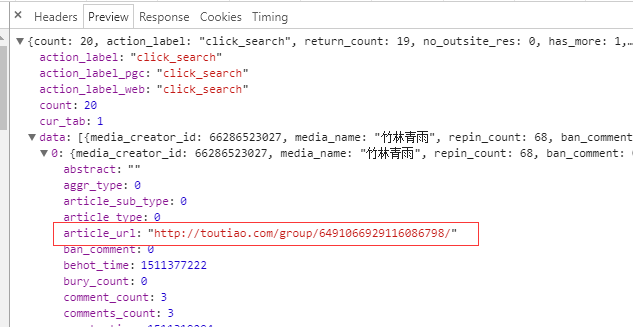 × Headers Preview Response Cookies Timing
▼{count: 20, action_label: "click_search", return_count: 19, no_outsite_res: 0, has_more: 1,…
action_label: "click_search"
action_label_pgc: "click_search"
action_label_web: "click_search"
count: 20
cur_tab: 1
▼data: [{media_creator_id: 66286523027, media_name: "竹林青雨", repin_count: 68, ban_comment
▼0: {media_creator_id: 66286523027, media_name: "竹林青雨", repin_count: 68, ban_comment:
abstract: ""
aggr_type: 0
article_sub_type: 0
article_type: 0
article_url: "http://toutiao.com/group/6491066929116086798/"
ban_comment: 0
behot_time: 1511377222
bury_count: 0
comment_count: 3
comments_count: 3